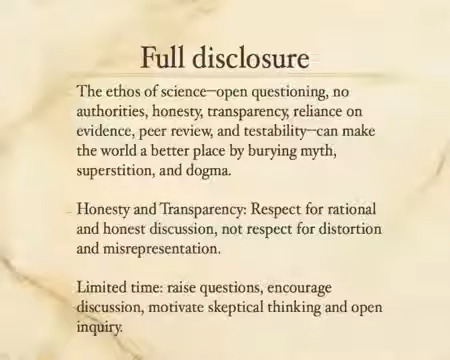 Full disclosure
The ethos of science—open questioning, no
authorities, honesty, transparency, reliance on
evidence, peer review, and testability—can make
the world a better place by burying myth,
superstition, and dogma.
Honesty and Transparency: Respect for rational
and honest discussion, not respect for distortion
and misrepresentation.
Limited time: raise questions, encourage
discussion, motivate skeptical thinking and open
inquiry.